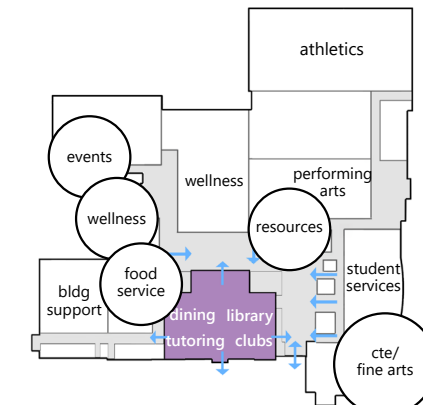 athletics
events
wellness
performing
arts
wellness
resources
food
service
student
services
bldg
support
dining library
tutoring clubs
cte/
fine arts